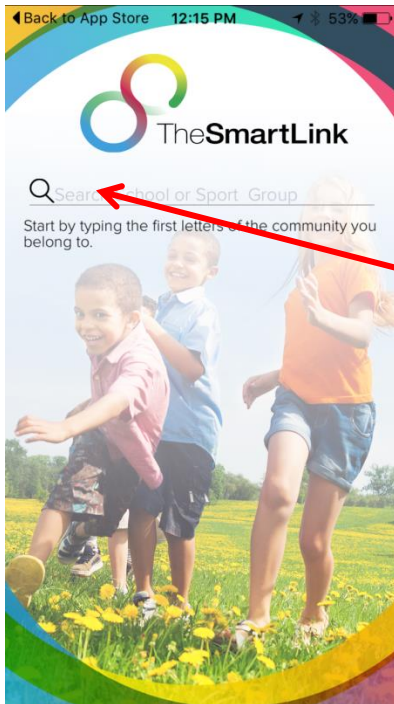 Back to App Store 12:15 PM 53%
TheSmartLink
Search School or Sport Group
Start by typing the first letters of the community you
belong to.